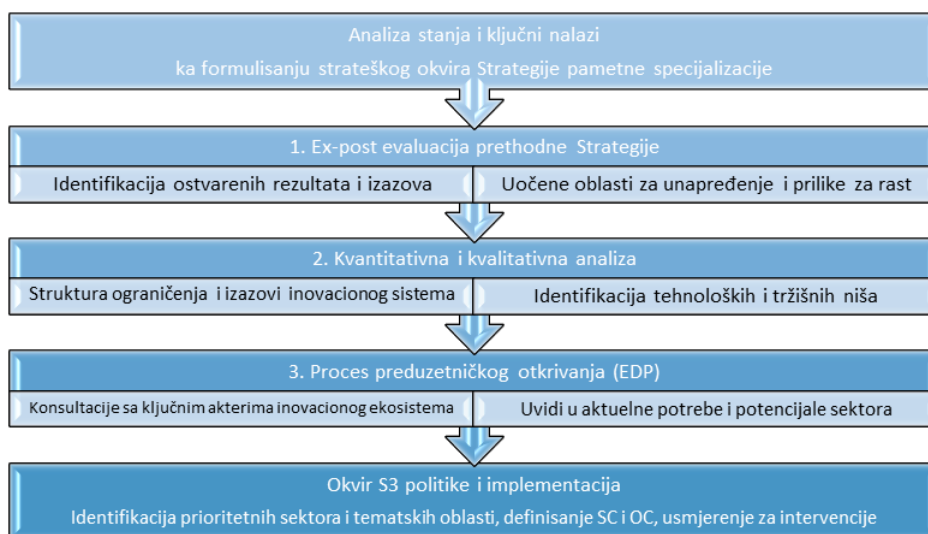 Analiza stanja i ključni nalazi
ka formulisanju strateškog okvira Strategije pametne specijalizacije
1. Ex-post evaluacija prethodne Strategije
Identifikacija ostvarenih rezultata i izazova
Uočene oblasti za unapređenje i prilike za rast
2. Kvantitativna i kvalitativna analiza
Struktura ograničenja i izazovi inovacionog sistema
Identifikacija tehnoloških i tržišnih niša
3. Proces preduzetničkog otkrivanja (EDP)
Konsultacije sa ključnim akterima inovacionog ekosistema
Uvidi u aktuelne potrebe i potencijale sektora
Okvir S3 politike i implementacija
Identifikacija prioritetnih sektora i tematskih oblasti, definisanje SC i OC, usmjerenje za intervencije